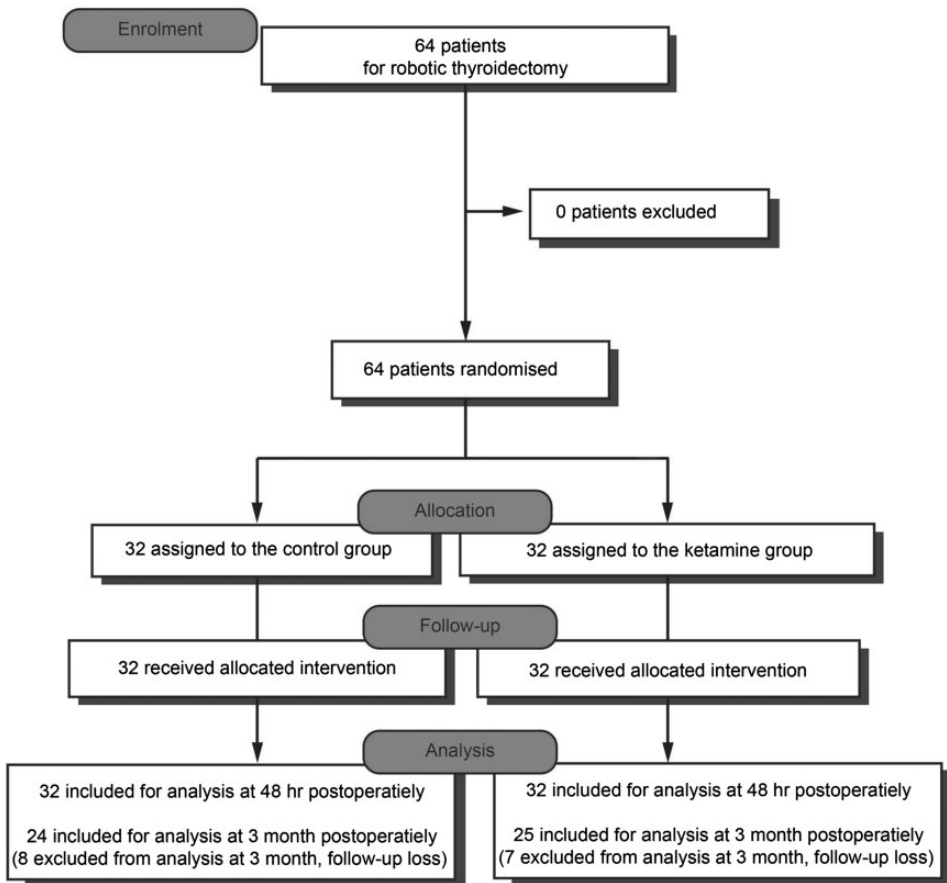 Enrolment
64 patients
for robotic thyroidectomy
0 patients excluded
64 patients randomised
Allocation
32 assigned to the control group
32 assigned to the ketamine group
Follow-up
32 received allocated intervention
32 received allocated intervention
Analysis
32 included for analysis at 48 hr postoperatiely
24 included for analysis at 3 month postoperatiely
(8 excluded from analysis at 3 month, follow-up loss)
32 included for analysis at 48 hr postoperatiely
25 included for analysis at 3 month postoperatiely
(7 excluded from analysis at 3 month, follow-up loss)